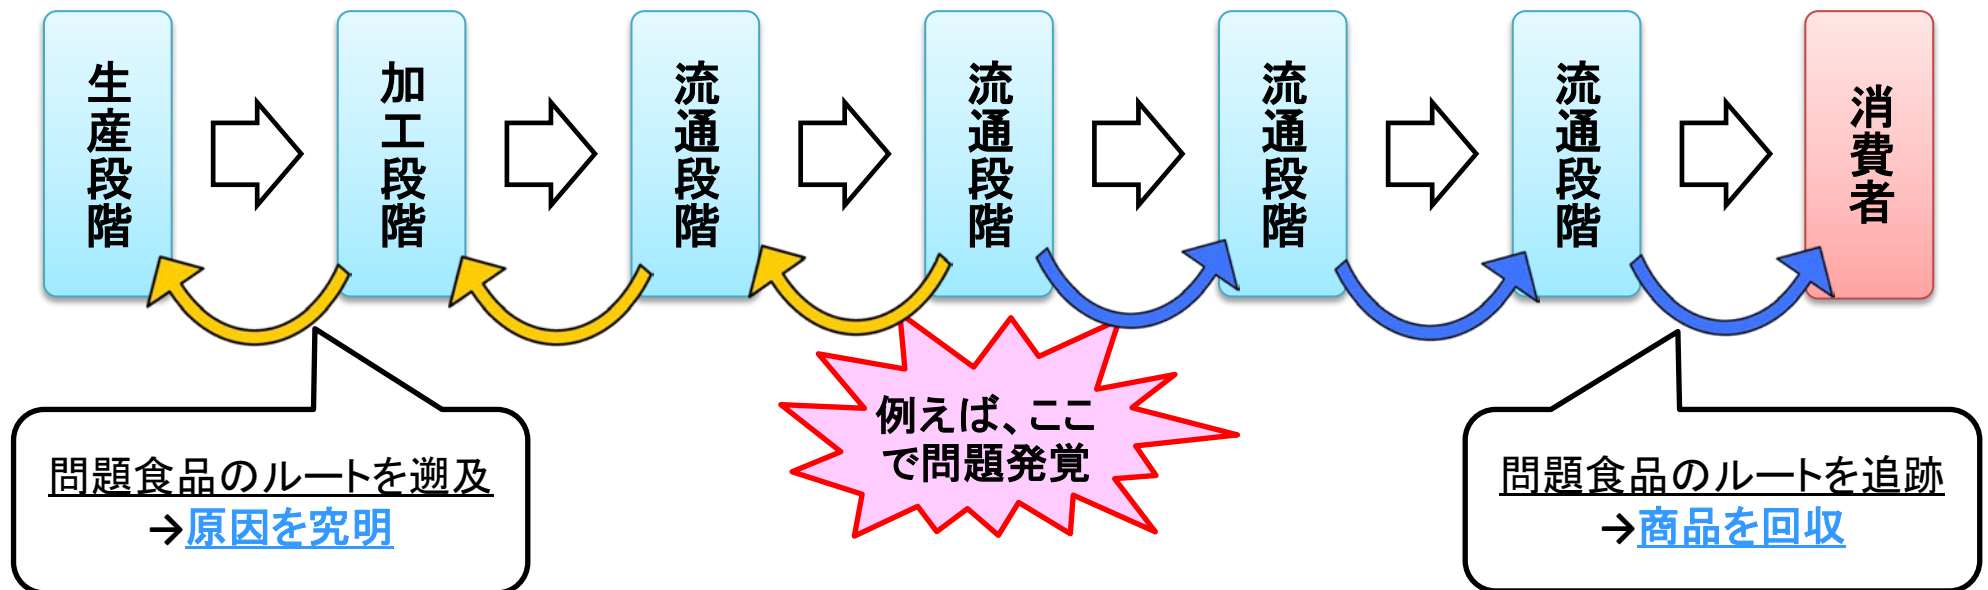 生産段階
加工段階
流通段階
流通段階
流通段階
流通段階
消費者
例えば、ここ
で問題発覚
問題食品のルートを遡及
→原因を究明
問題食品のルートを追跡
→商品を回収